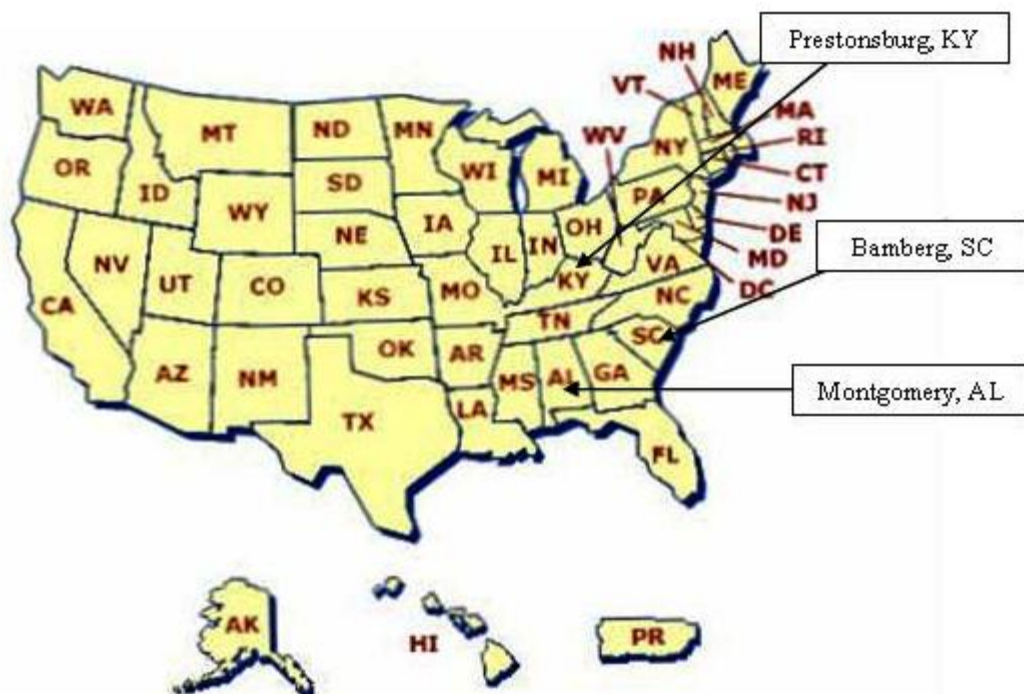 Prestonsburg, KY
NH
ME
VT
WA
MT
ND
MN
MA
WV
RI
NY
OR
WI
MI
CT
ID
SD
PA
NJ
WY
IA
OH
DE
NE
IL
IN
Bamberg, SC
MD
NV
VA
UT
CO
KY
DC
CA
KS
MO
NC
TN
SC
OK
AR
AZ
NM
MS
AL
GA
Montgomery, AL
LA
TX
FL
AK
HI
PR